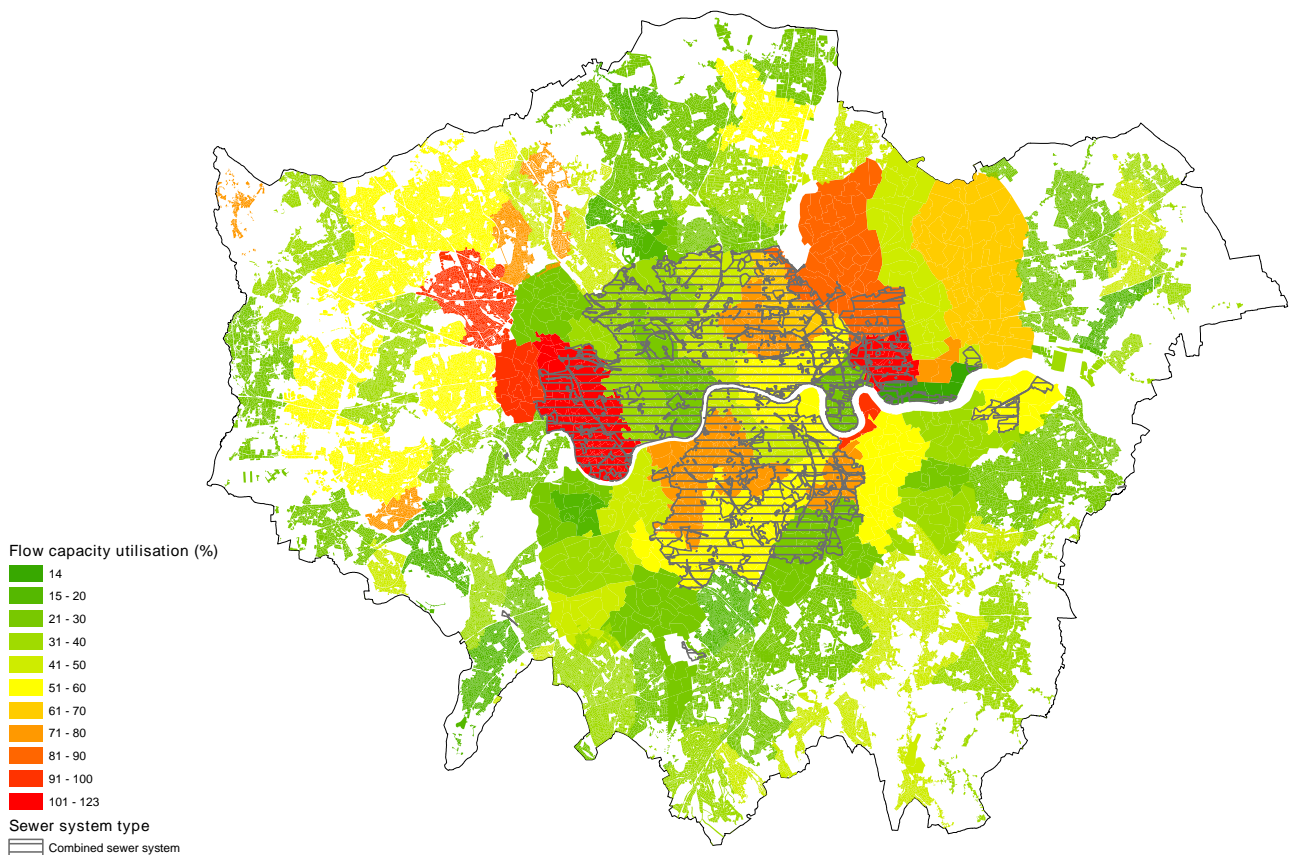 Flow capacity utilisation (%)
14
15 - 20
21 - 30
31 - 40
41 - 50
51 - 60
61 - 70
71 - 80
81 - 90
91 - 100
101 - 123
Sewer system type
Combined sewer system